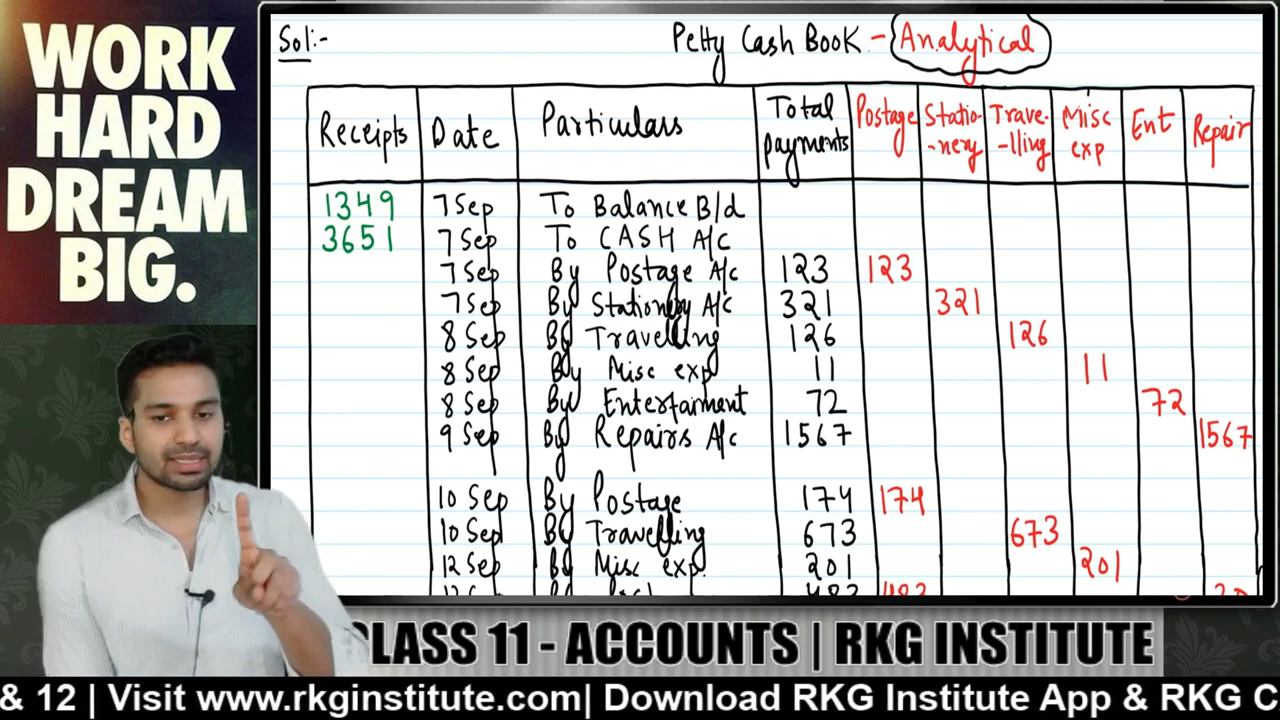 WORK
HARD
DREAM
BIG.
Sol:-
Petty Cash Book - Analytical
Receipts Date Particulars Total payments Postage Statio-nery Trave-lling Misc exp Ent Repair
1349 7 Sep To Balance B/d
3651 7 Sep To CASH A/c
7 Sep By Postage A/c 123 123
7 Sep By Stationery A/c 321 321
8 Sep By Travelling 126 126
8 Sep By Misc exp 11 11
8 Sep By Entertainment 72 72
9 Sep By Repairs A/c 1567 1567
10 Sep By Postage 174 174
10 Sep By Travelling 673 673
12 Sep By Misc exp. 201 201
CLASS 11 - ACCOUNTS | RKG INSTITUTE
& 12 | Visit www.rkginstitute.com| Download RKG Institute App & RKG C